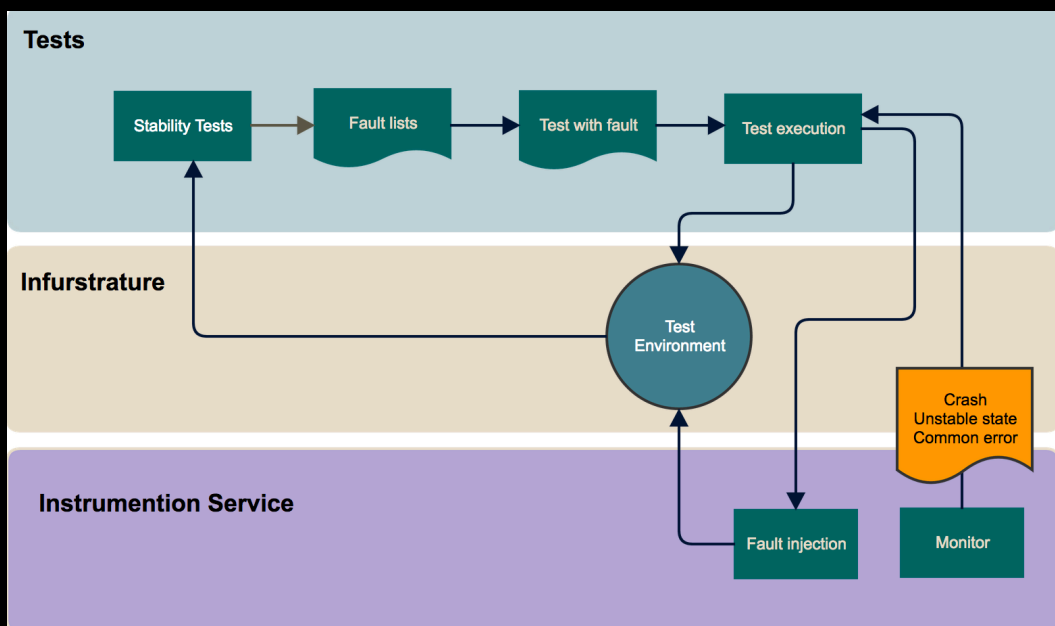 Tests
Stability Tests
Fault lists
Test with fault
Test execution
Infurstrature
Test
Environment
Crash
Unstable state
Common error
Instrumention Service
Fault injection
Monitor